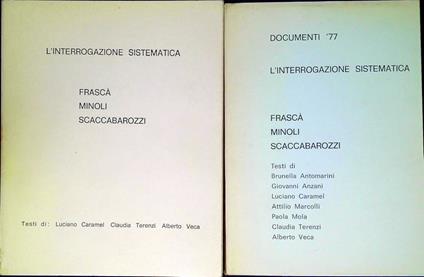 L'INTERROGAZIONE SISTEMATICA
FRASCÀ
MINOLI
SCACCABAROZZI
Testi di: Luciano Caramel Claudia Terenzi Alberto Veca
DOCUMENTI '77
L'INTERROGAZIONE SISTEMATICA
FRASCÀ
MINOLI
SCACCABAROZZI
Testi di
Brunella Antomarini
Giovanni Anzani
Luciano Caramel
Attilio Marcolli
Paola Mola
Claudia Terenzi
Alberto Veca